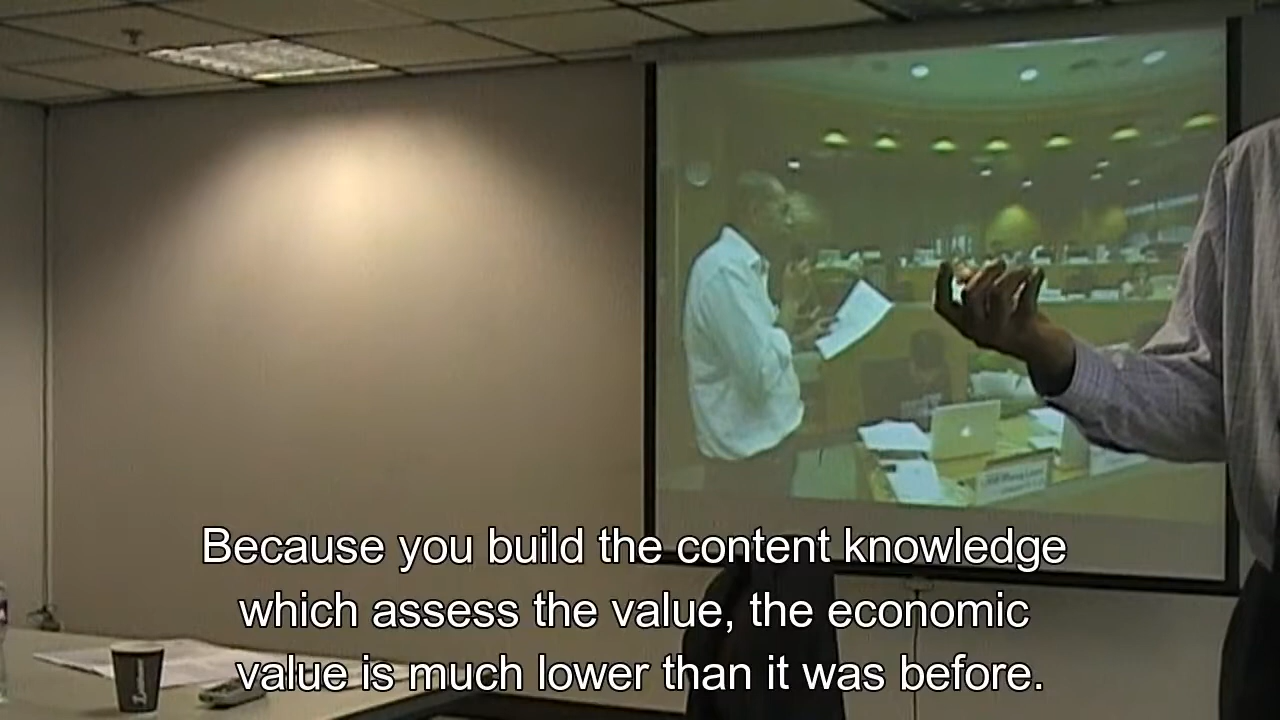 Because you build the content knowledge
which assess the value, the economic
value is much lower than it was before.